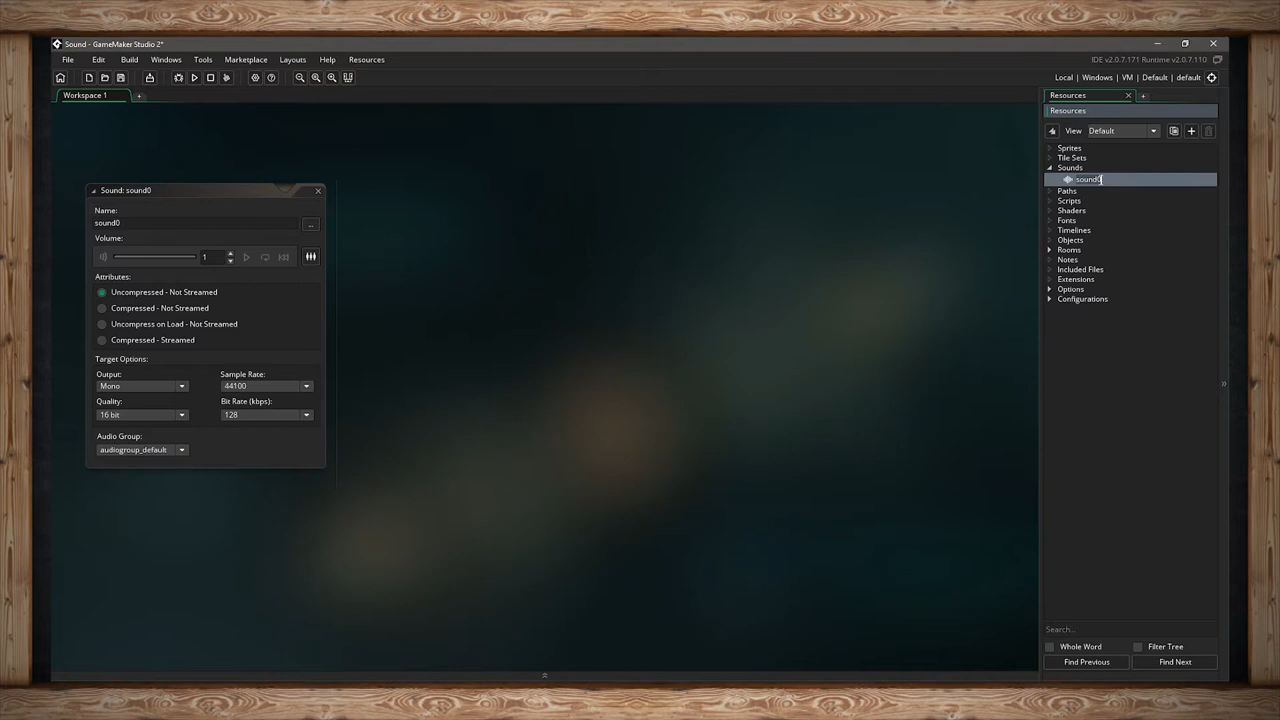 Sound - GameMaker Studio 2*
File Edit Build Windows Tools Marketplace Layouts Help Resources
IDE v2.0.7.171 Runtime v2.0.7.110
Local | Windows | VM | Default | default
Workspace 1
Resources
Resources
View Default
Sprites
Tile Sets
Sounds
sound0
Paths
Scripts
Shaders
Fonts
Timelines
Objects
Rooms
Notes
Included Files
Extensions
Options
Configurations
Search...
Whole Word Filter Tree
Find Previous Find Next
Sound: sound0
Name:
sound0 ...
Volume:
1
Attributes:
Uncompressed - Not Streamed
Compressed - Not Streamed
Uncompress on Load - Not Streamed
Compressed - Streamed
Target Options:
Output: Sample Rate:
Mono 44100
Quality: Bit Rate (kbps):
16 bit 128
Audio Group:
audiogroup_default